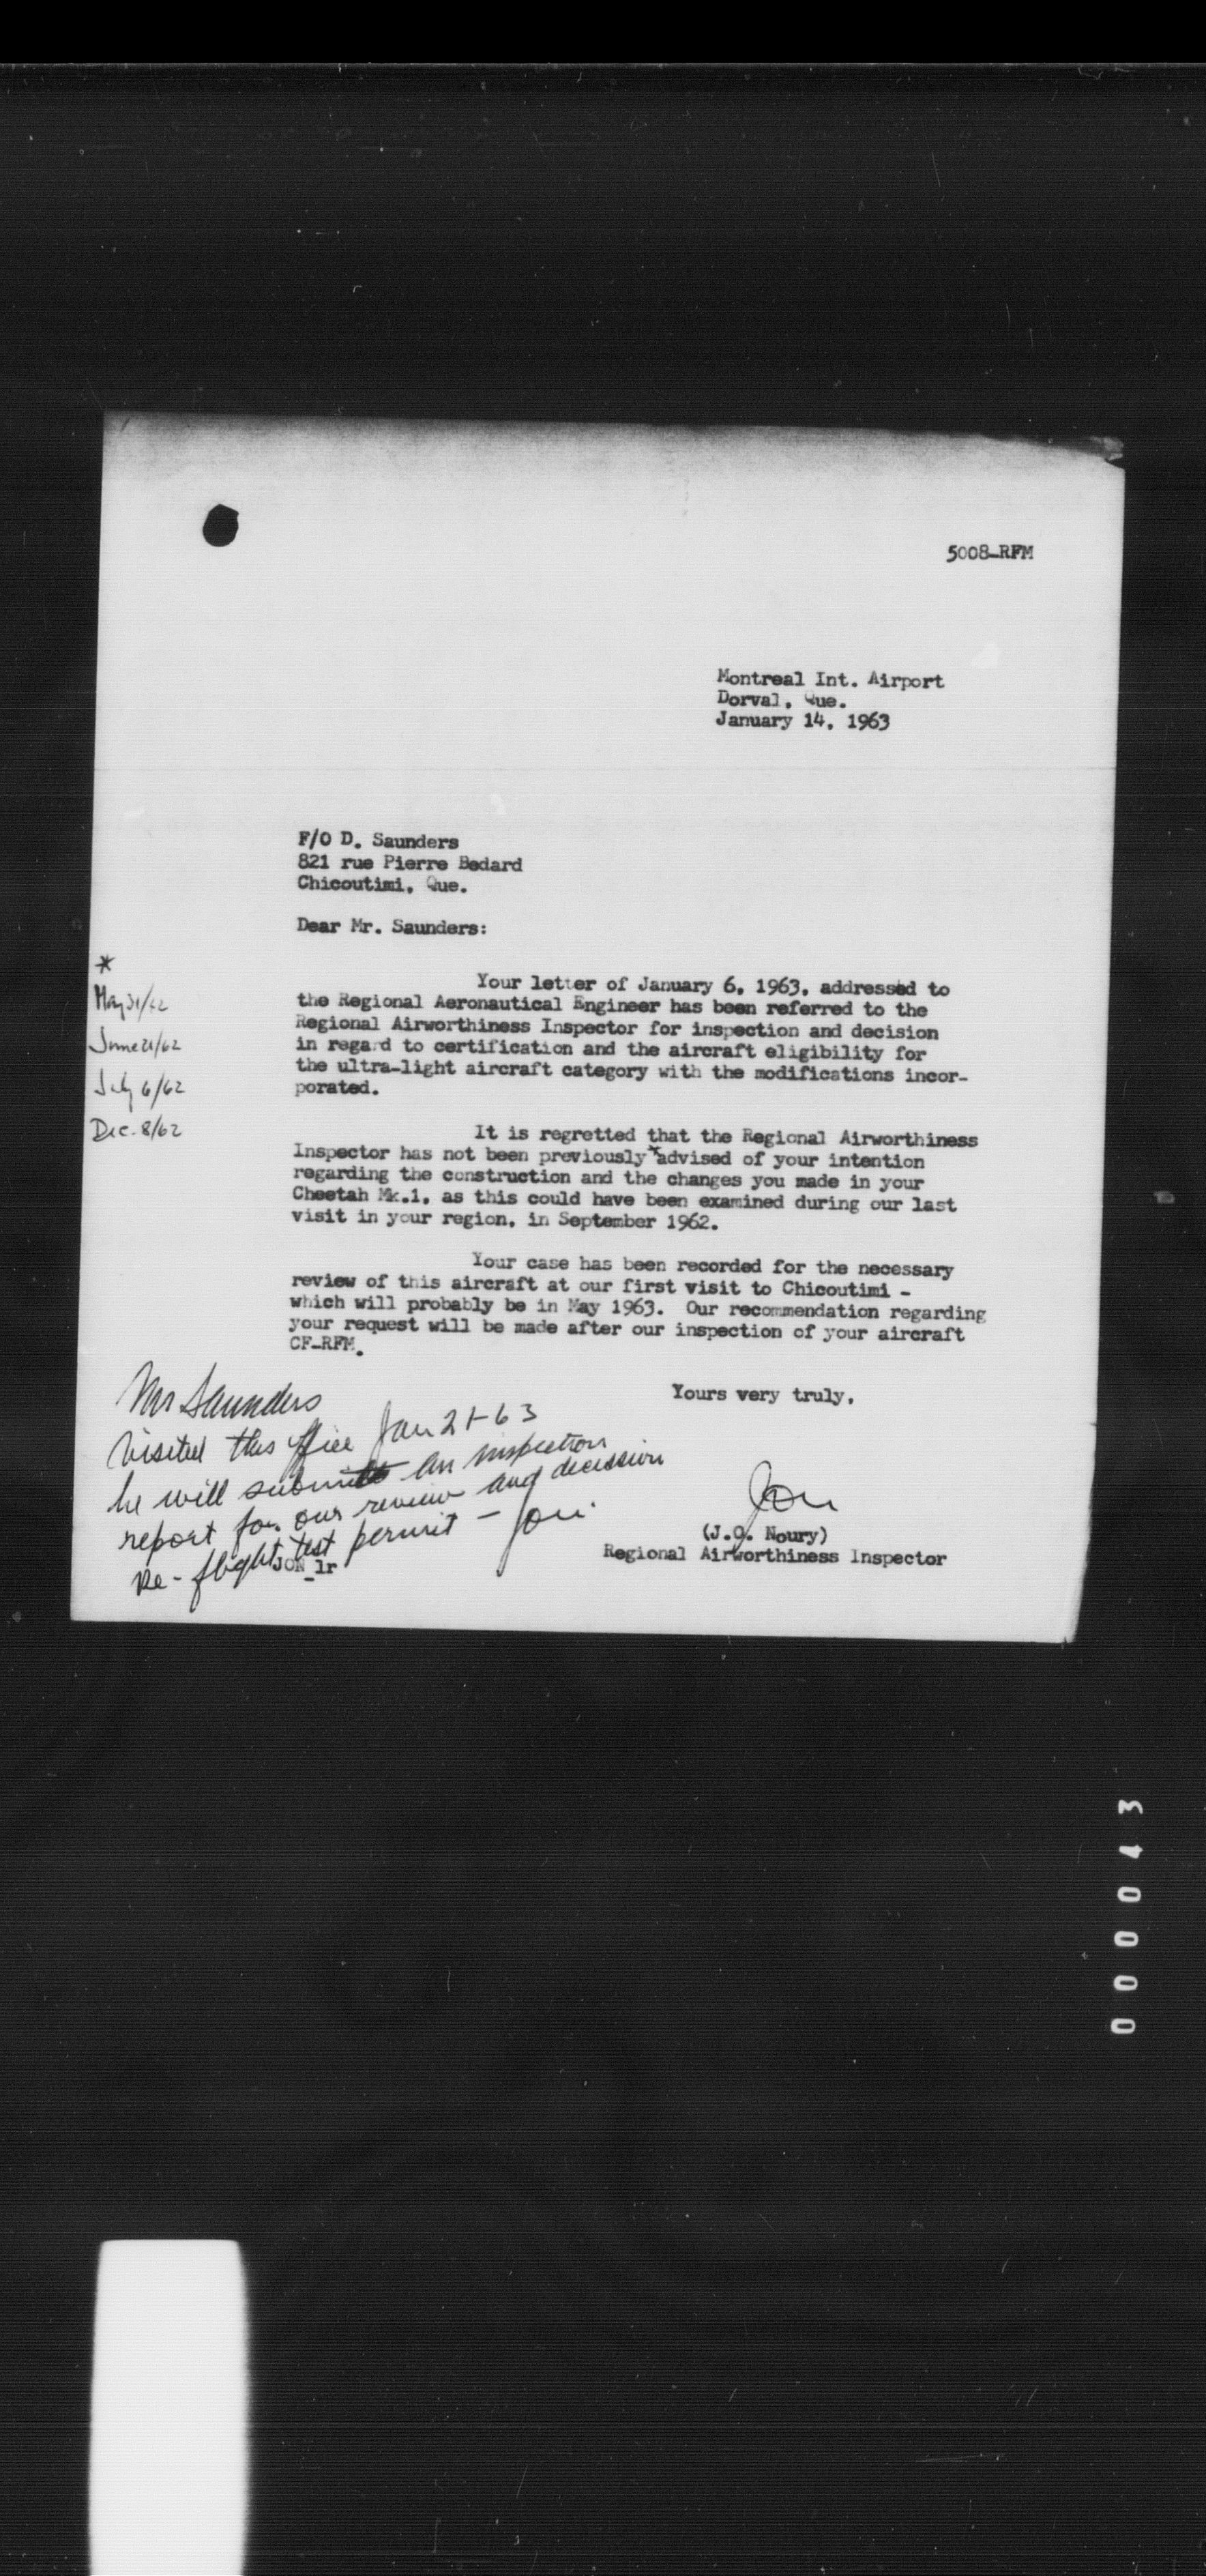 5008-RFM
Montreal Int. Airport
Dorval, Que.
January 14, 1963
F/O D. Saunders
821 rue Pierre Bedard
Chicoutimi, Que.
Dear Mr. Saunders:
*
May 31/62
June 21/62
July 6/62
Dec. 8/62
Your letter of January 6, 1963, addressed to
the Regional Aeronautical Engineer has been referred to the
Regional Airworthiness Inspector for inspection and decision
in regard to certification and the aircraft eligibility for
the ultra-light aircraft category with the modifications incor-
porated.
It is regretted that the Regional Airworthiness
Inspector has not been previously *advised of your intention
regarding the construction and the changes you made in your
Cheetah Mk.1, as this could have been examined during our last
visit in your region, in September 1962.
Your case has been recorded for the necessary
review of this aircraft at our first visit to Chicoutimi -
which will probably be in May 1963. Our recommendation regarding
your request will be made after our inspection of your aircraft
CF-RFM.
Yours very truly,
Mr Saunders
visited this office Jan 21-63
he will submit an inspection
report for our review and decission
Re-flight test permit - Jon.
Jon
(J.O. Noury)
Regional Airworthiness Inspector
JON_lr
000043